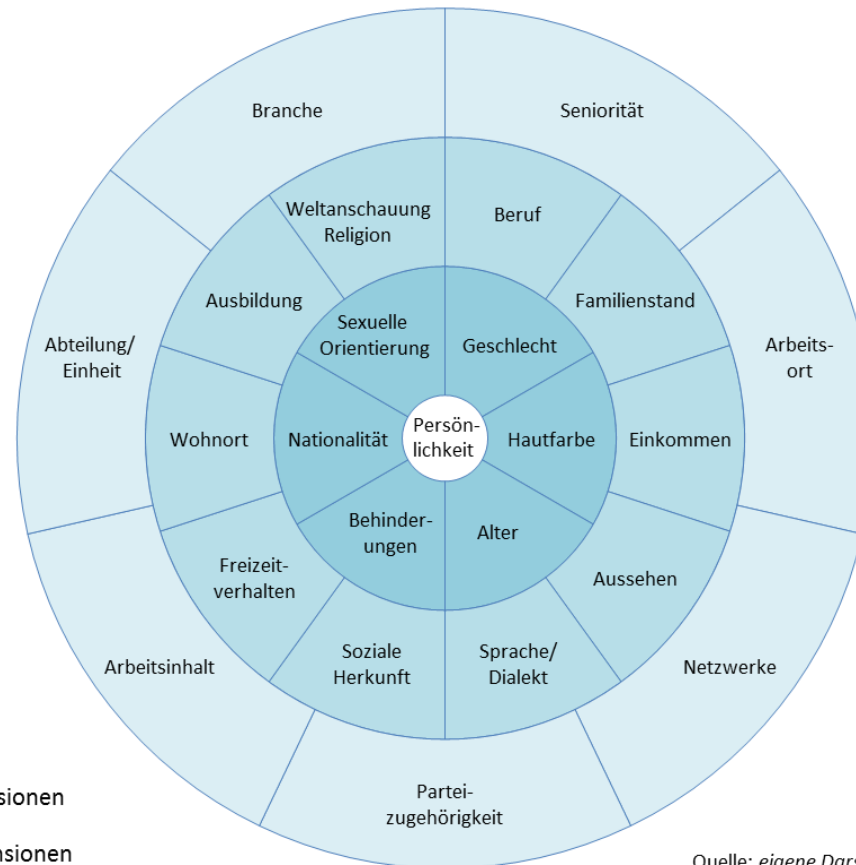 Branche
Seniorität
Weltanschauung
Religion
Beruf
Ausbildung
Familienstand
Sexuelle
Orientierung
Geschlecht
Abteilung/
Einheit
Arbeits-
ort
Persön-
lichkeit
Wohnort
Nationalität
Hautfarbe
Einkommen
Behinder-
ungen
Alter
Freizeit-
verhalten
Aussehen
Soziale
Herkunft
Sprache/
Dialekt
Arbeitsinhalt
Netzwerke
Partei-
zugehörigkeit
Quelle: eigene